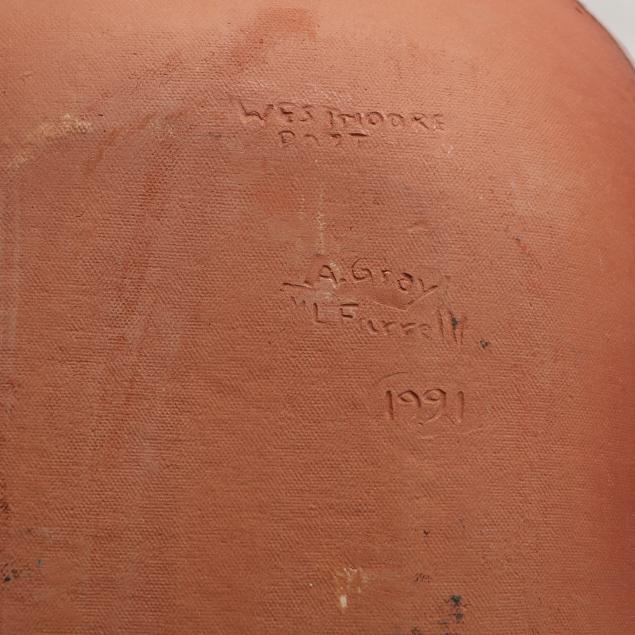 WESTMOORE
POTT
A. Gray
L Farrell
1991